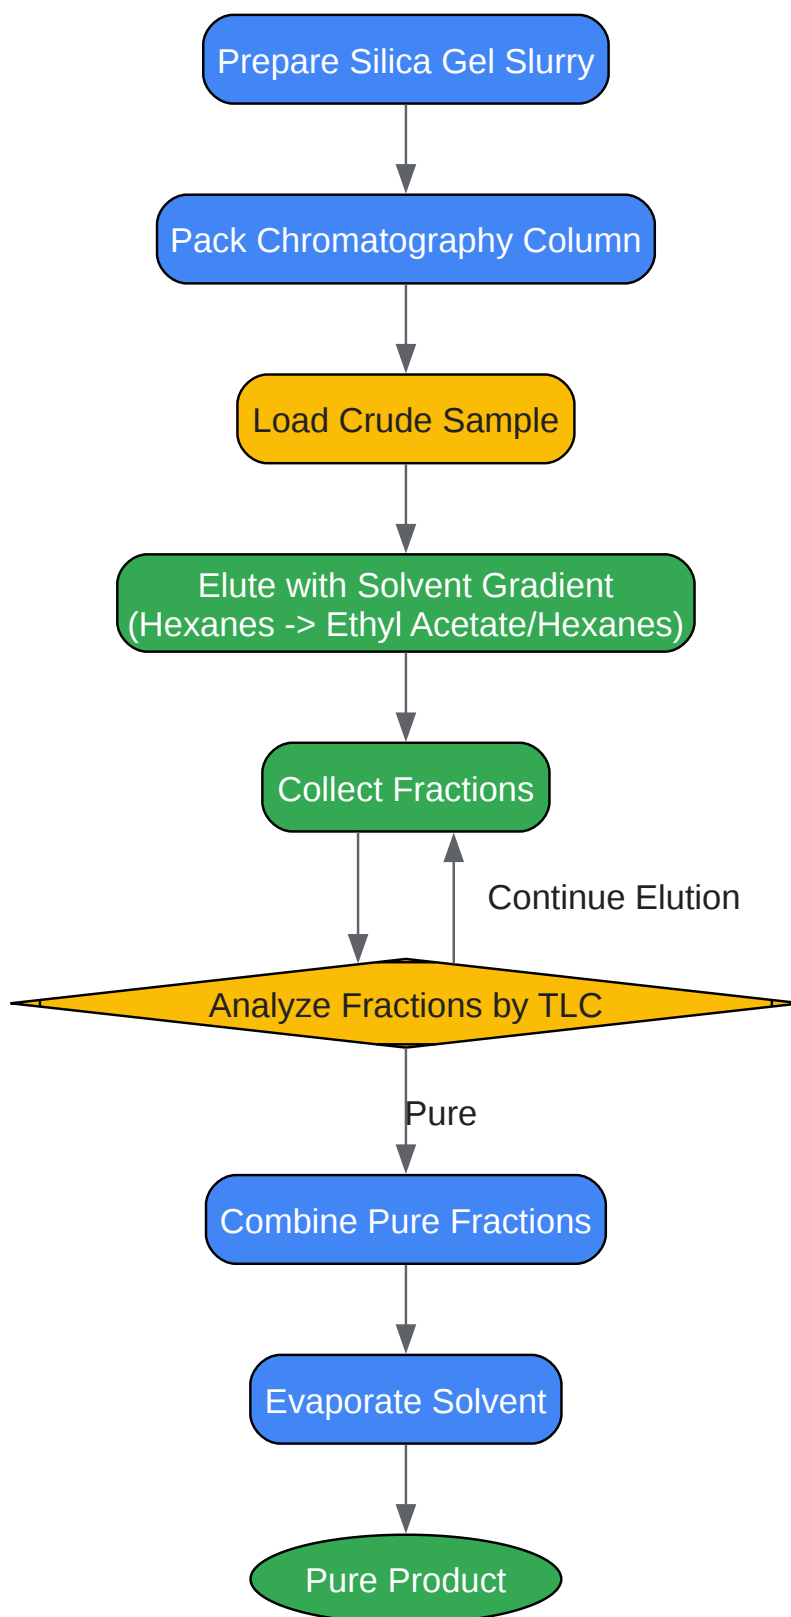 Prepare Silica Gel Slurry
Pack Chromatography Column
Load Crude Sample
Elute with Solvent Gradient
(Hexanes -> Ethyl Acetate/Hexanes)
Collect Fractions
Continue Elution
Analyze Fractions by TLC
Pure
Combine Pure Fractions
Evaporate Solvent
Pure Product